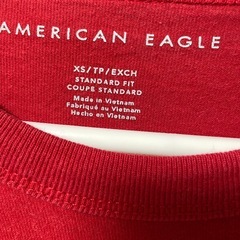 AMERICAN EAGLE
XS/TP/EXCH
STANDARD FIT
COUPE STANDARD
Made in Vietnam
Fabriqué au Vietnam
Hecho en Vietnam